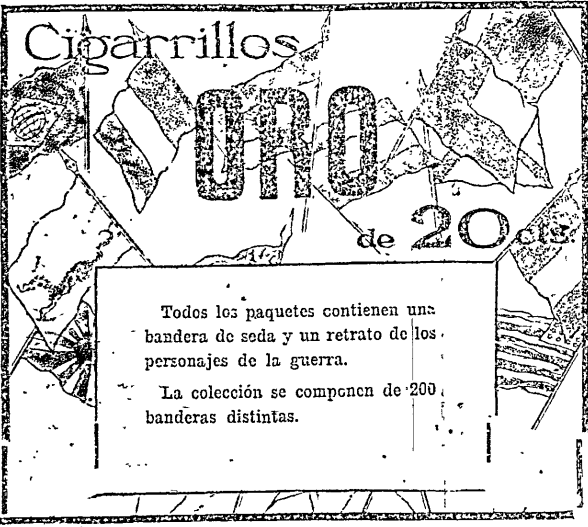 Cigarrillos
ORO
de 20 cts.
Todos los paquetes contienen una
bandera de seda y un retrato de los
personajes de la guerra.
La colección se componen de 200
banderas distintas.